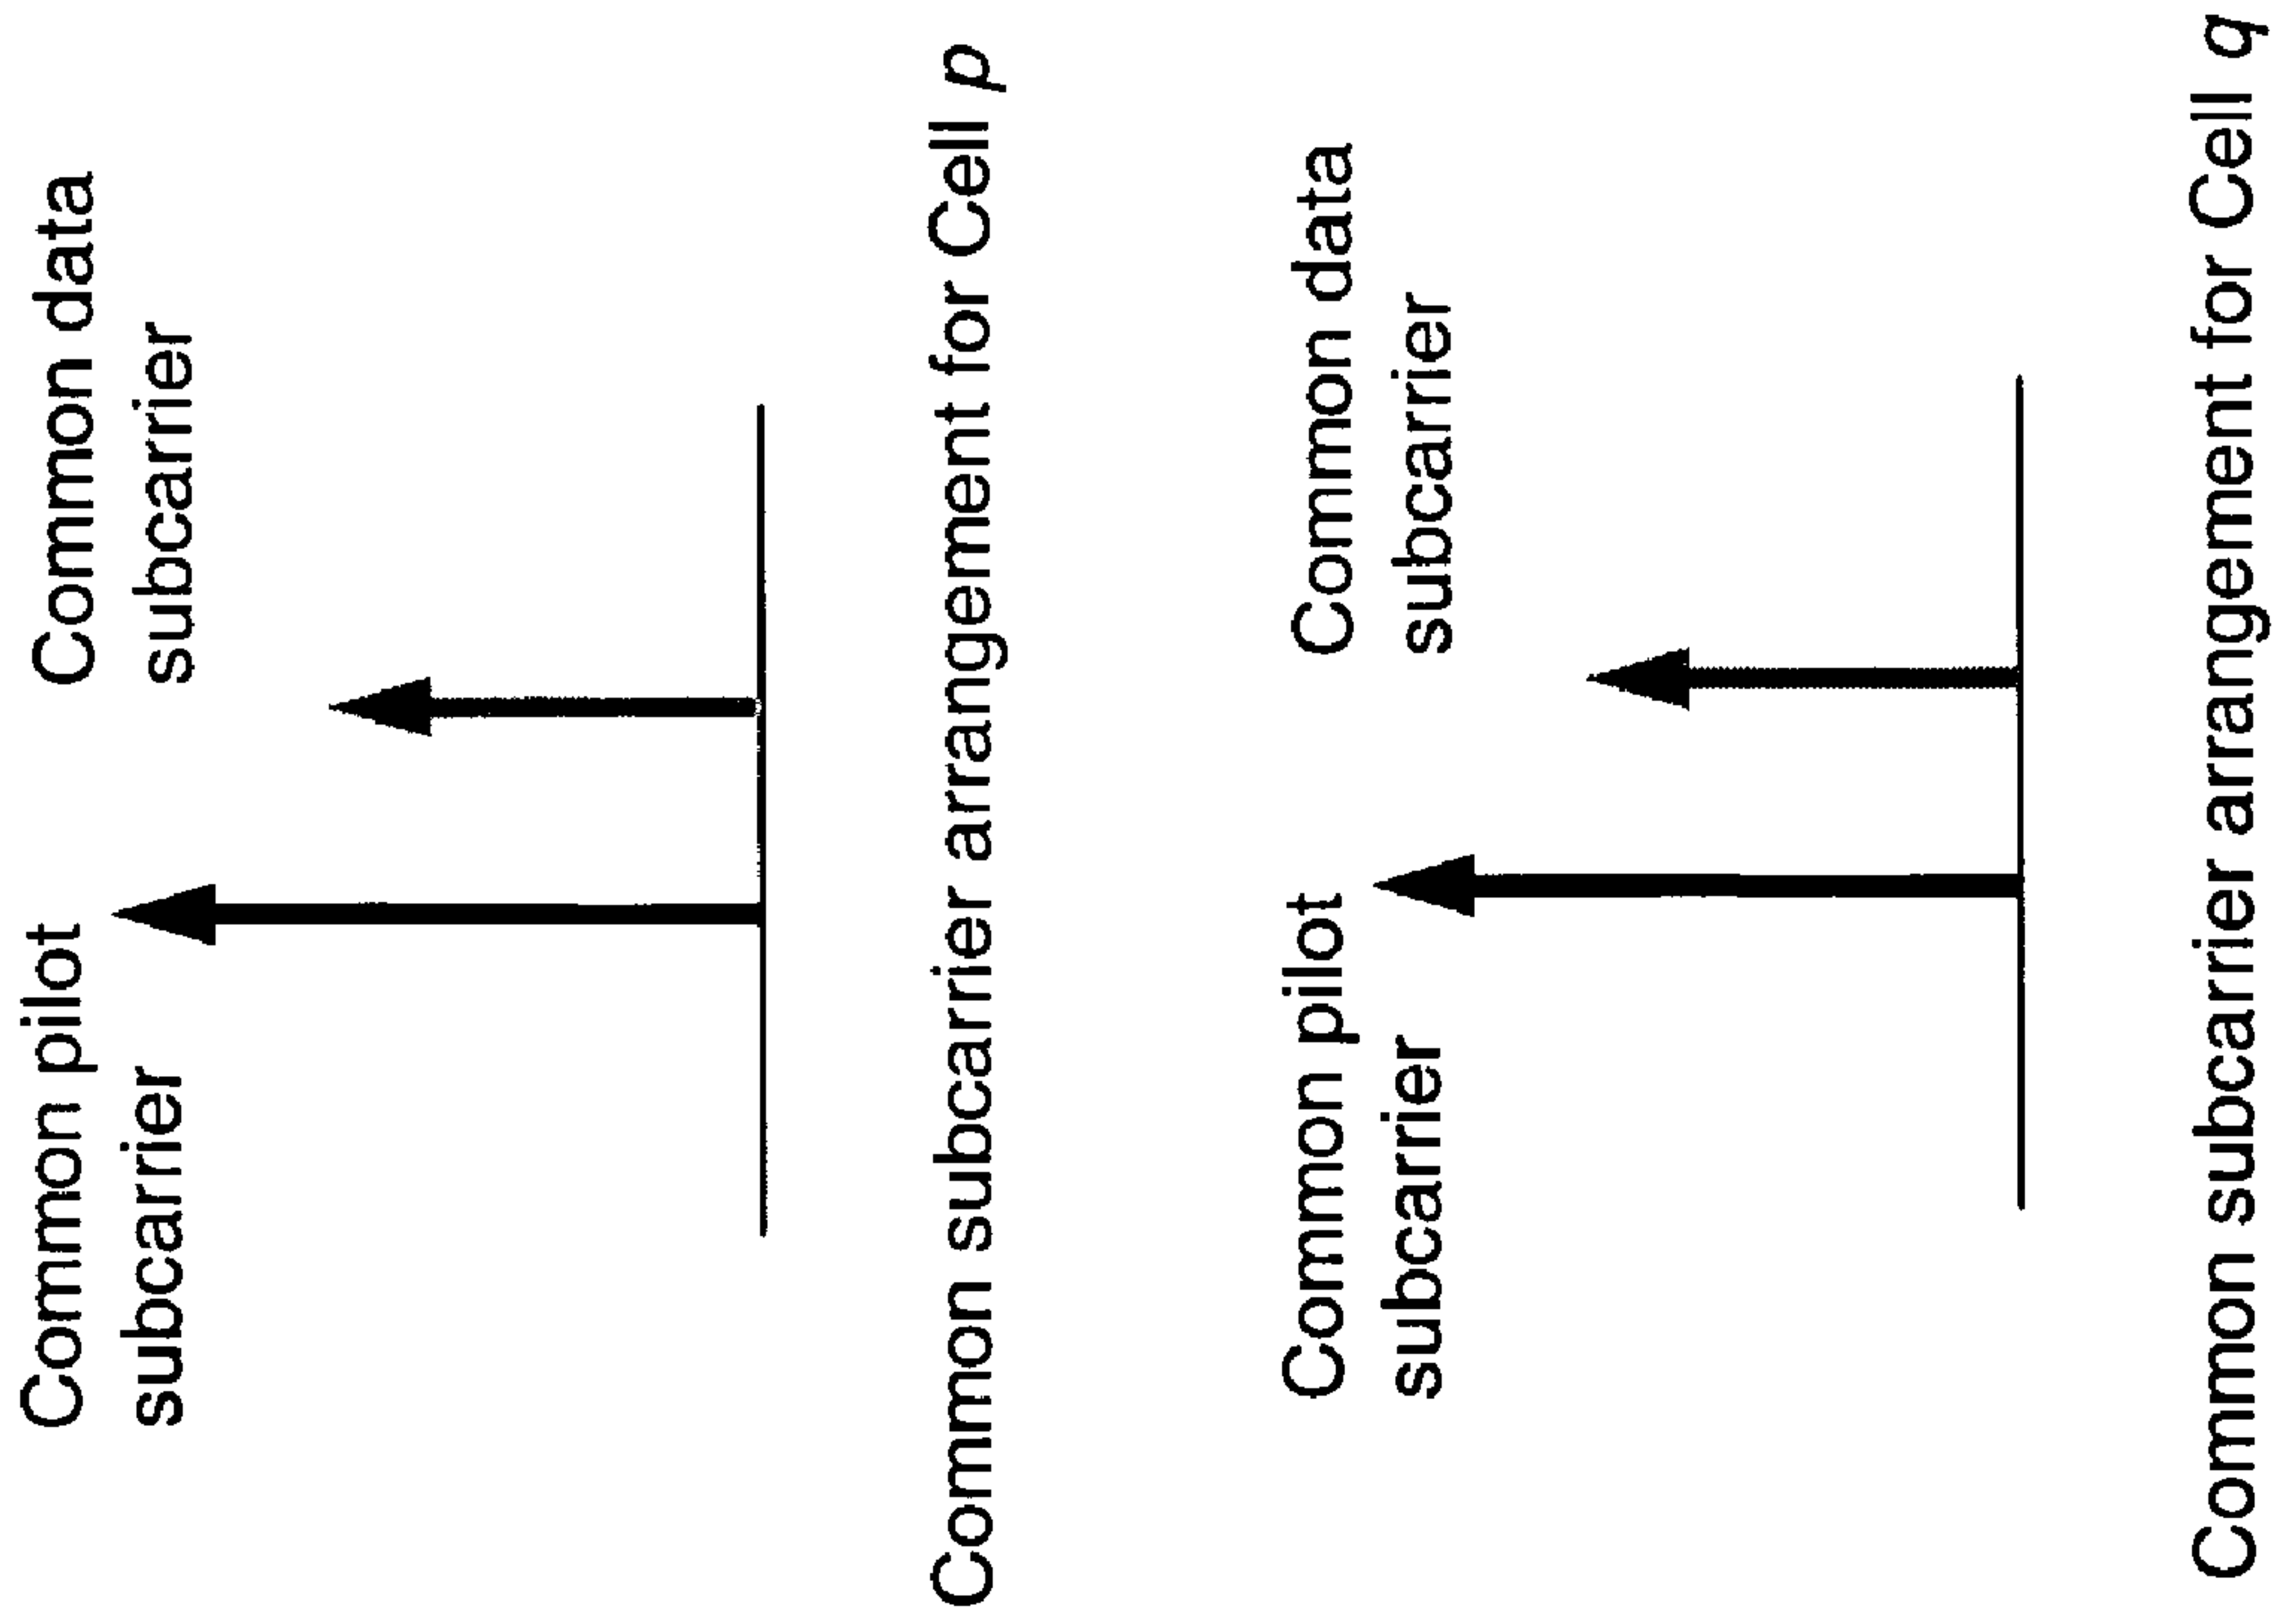 Common pilot
subcarrier
Common data
subcarrier
Common subcarrier arrangement for Cell p
Common pilot
subcarrier
Common data
subcarrier
Common subcarrier arrangement for Cell q